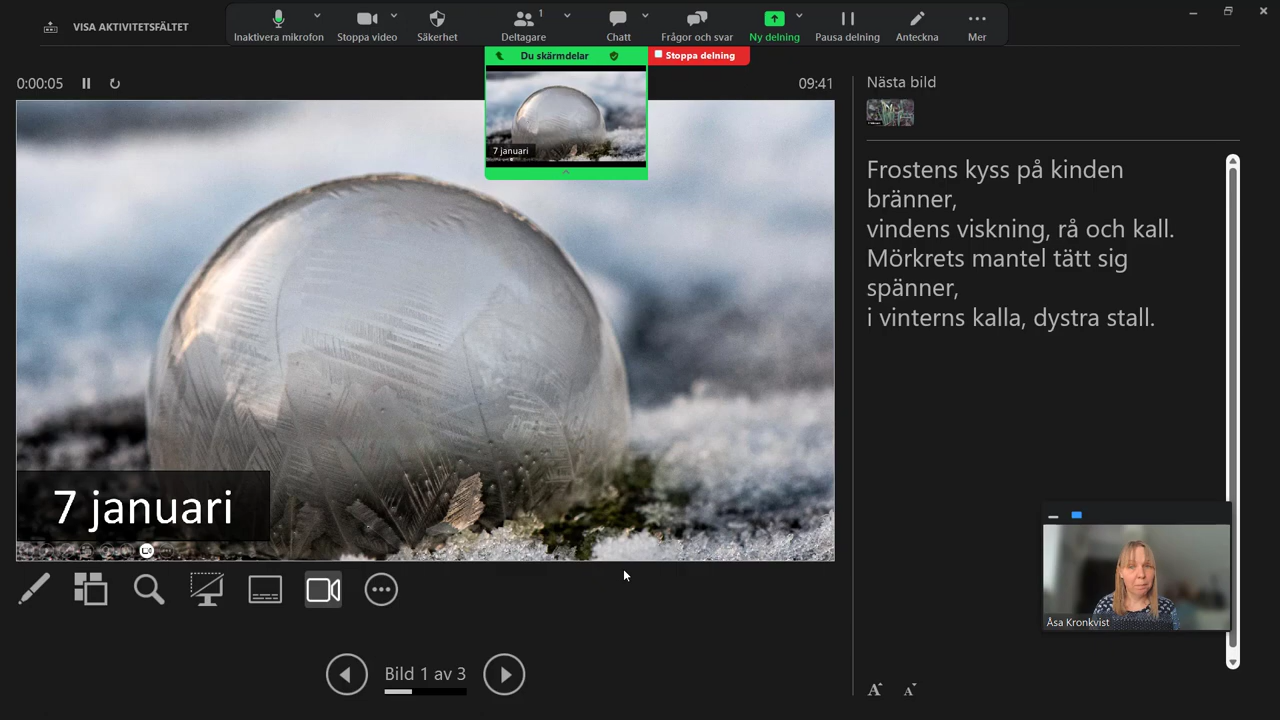 VISA AKTIVITETSFÄLTET
Inaktivera mikrofon
Stoppa video
Säkerhet
1
Deltagare
Chatt
Frågor och svar
Ny delning
Pausa delning
Anteckna
Mer
Du skärmdelar
Stoppa delning
7 januari
0:00:05
09:41
7 januari
Bild 1 av 3
Nästa bild
Frostens kyss på kinden
bränner,
vindens viskning, rå och kall.
Mörkrets mantel tätt sig
spänner,
i vinterns kalla, dystra stall.
Åsa Kronkvist
A A